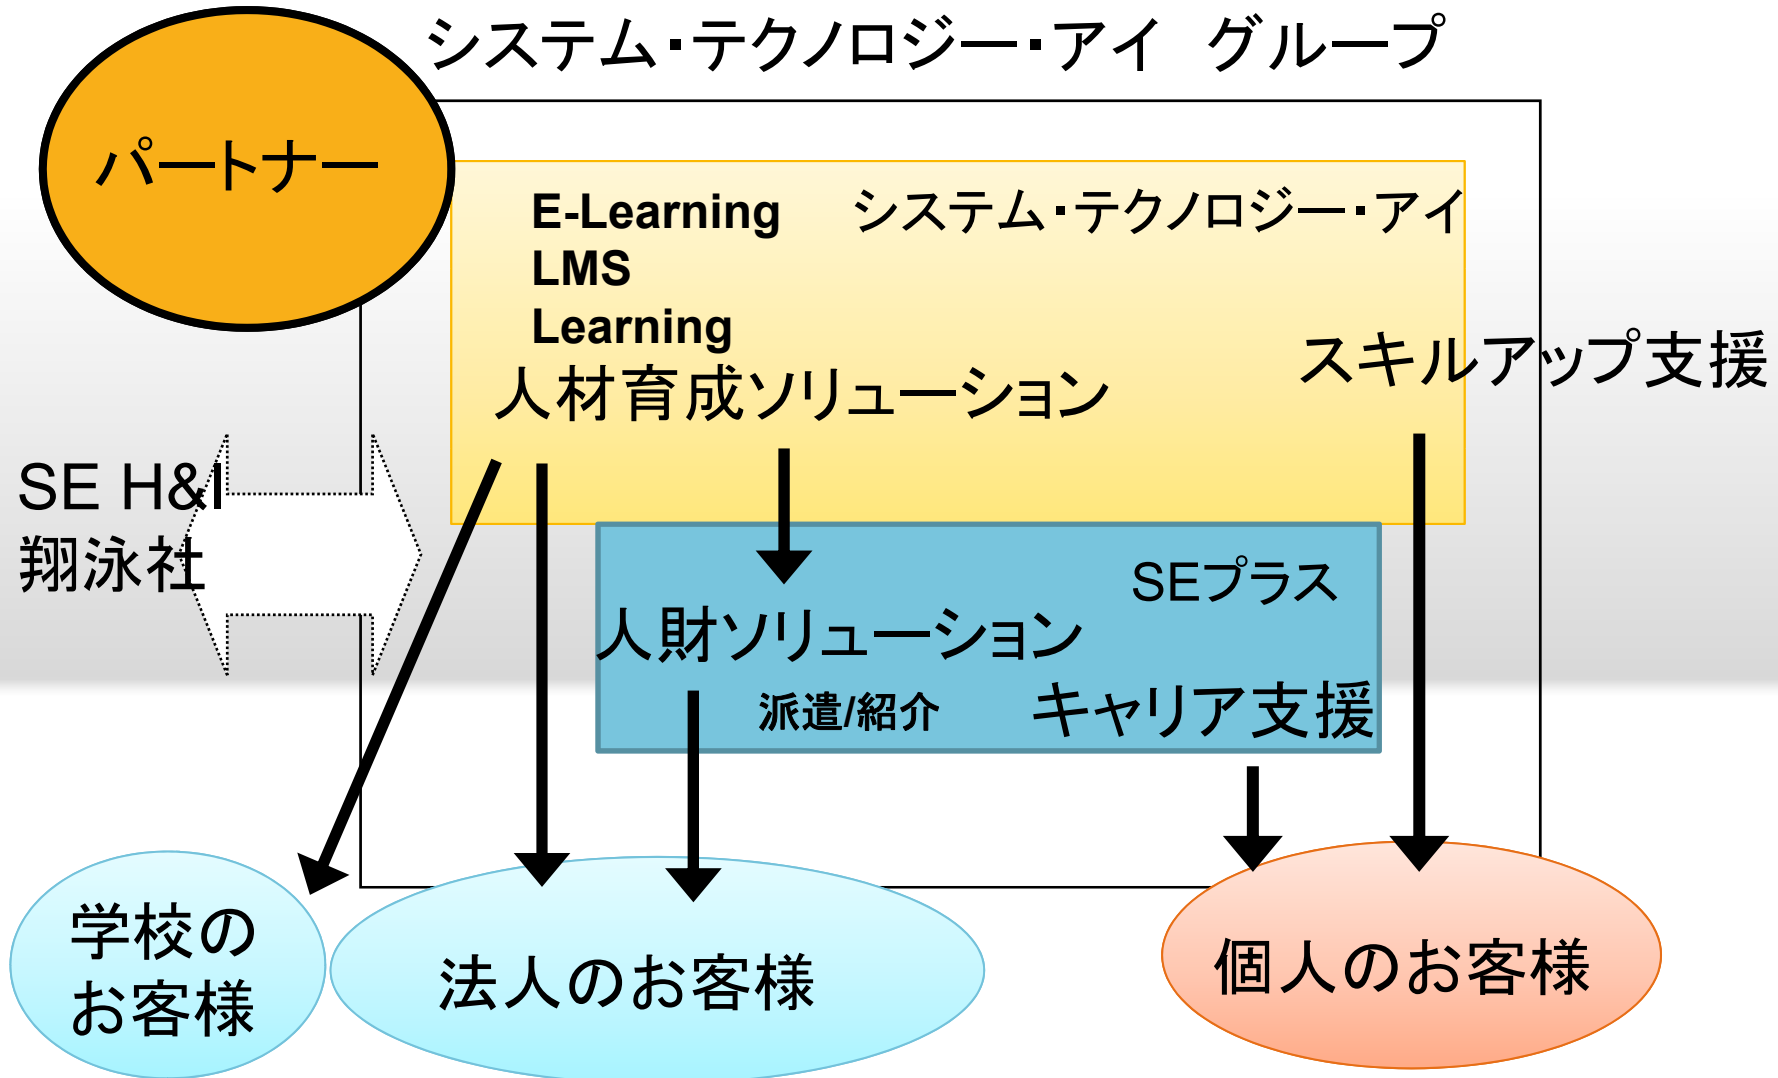 システム・テクノロジー・アイ グループ
パートナー
E-Learning
システム・テクノロジー・アイ
LMS
Learning
人材育成ソリューション
スキルアップ支援
SE H&I
翔泳社
SEプラス
人財ソリューション
派遣/紹介
キャリア支援
学校の
お客様
法人のお客様
個人のお客様